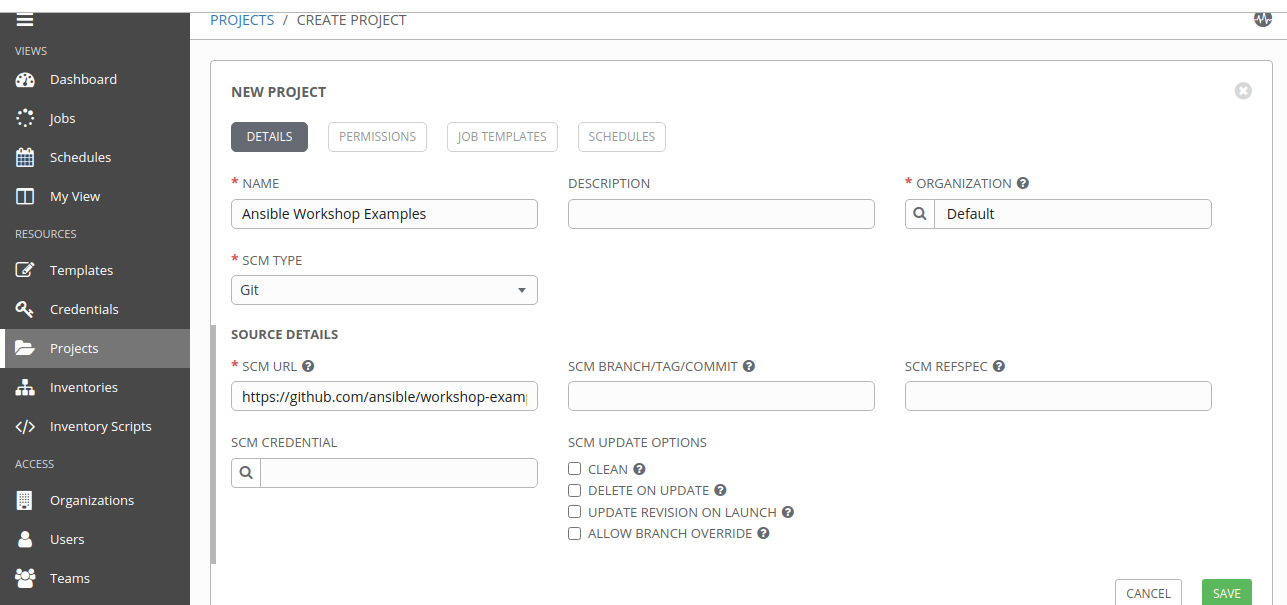 PROJECTS / CREATE PROJECT
VIEWS
Dashboard
Jobs
Schedules
My View
RESOURCES
Templates
Credentials
Projects
Inventories
Inventory Scripts
ACCESS
Organizations
Users
Teams
NEW PROJECT
DETAILS PERMISSIONS JOB TEMPLATES SCHEDULES
* NAME DESCRIPTION * ORGANIZATION ?
Ansible Workshop Examples Default
* SCM TYPE
Git
SOURCE DETAILS
* SCM URL ? SCM BRANCH/TAG/COMMIT ? SCM REFSPEC ?
https://github.com/ansible/workshop-exam
SCM CREDENTIAL SCM UPDATE OPTIONS
CLEAN ?
DELETE ON UPDATE ?
UPDATE REVISION ON LAUNCH ?
ALLOW BRANCH OVERRIDE ?
CANCEL SAVE